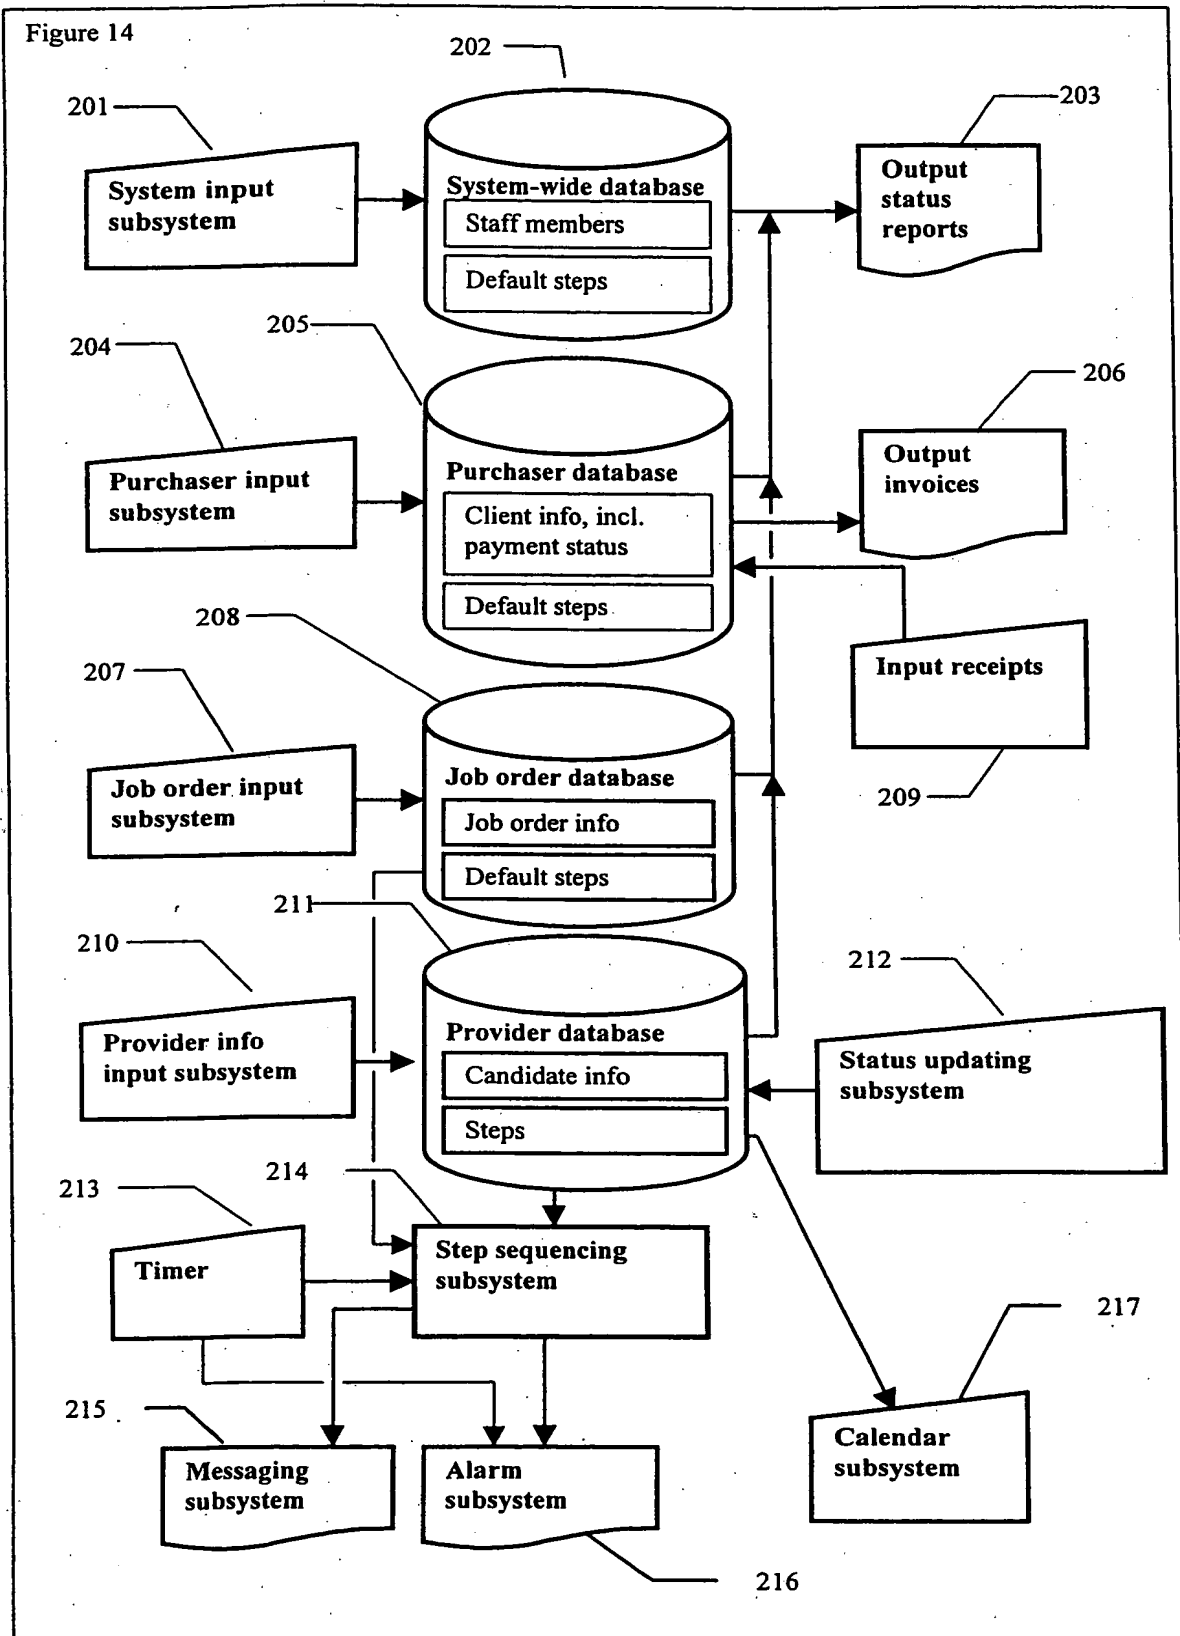 Figure 14
202
201
203
System input
subsystem
System-wide database
Staff members
Default steps
Output
status
reports
205
204
206
Purchaser input
subsystem
Purchaser database
Client info, incl.
payment status
Default steps
Output
invoices
208
207
Input receipts
209
Job order input
subsystem
Job order database
Job order info
Default steps
211
210
212
Provider info
input subsystem
Provider database
Candidate info
Steps
Status updating
subsystem
214
213
Timer
Step sequencing
subsystem
217
215
Messaging
subsystem
Alarm
subsystem
Calendar
subsystem
216